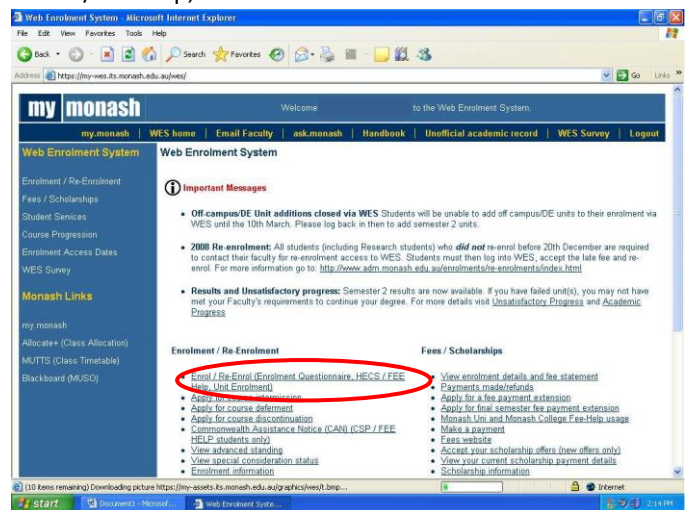 Web Enrolment System - Microsoft Internet Explorer
File Edit View Favorites Tools Help
Back Search Favorites
Address https://my-wes.its.monash.edu.au/wes/ Go Links »
my monash Welcome to the Web Enrolment System.
my.monash | WES home | Email Faculty | ask.monash | Handbook | Unofficial academic record | WES Survey | Logout
Web Enrolment System
Enrolment / Re-Enrolment
Fees / Scholarships
Student Services
Course Progression
Enrolment Access Dates
WES Survey
Monash Links
my.monash
Allocate+ (Class Allocation)
MUTTS (Class Timetable)
Blackboard (MUSO)
Web Enrolment System
Important Messages
• Off-campus/DE Unit additions closed via WES Students will be unable to add off campus/DE units to their enrolment via
WES until the 10th March. Please log back in then to add semester 2 units.
• 2008 Re-enrolment: All students (including Research students) who did not re-enrol before 20th December are required
to contact their faculty for re-enrolment access to WES. Students must then log into WES, accept the late fee and re-
enrol. For more information go to: http://www.adm.monash.edu.au/enrolments/re-enrolments/index.html
• Results and Unsatisfactory progress: Semester 2 results are now available. If you have failed unit(s), you may not have
met your Faculty's requirements to continue your degree. For more details visit Unsatisfactory Progress and Academic
Progress
Enrolment / Re-Enrolment
• Enrol / Re-Enrol (Enrolment Questionnaire, HECS / FEE
Help, Unit Enrolment)
• Apply for course intermission
• Apply for course deferment
• Apply for course discontinuation
• Commonwealth Assistance Notice (CAN) (CSP / FEE
HELP students only)
• View advanced standing
• View special consideration status
• Enrolment information
Fees / Scholarships
• View enrolment details and fee statement
• Payments made/refunds
• Apply for a fee payment extension
• Apply for final semester fee payment extension
• Monash Uni and Monash College Fee-Help usage
• Make a payment
• Fees website
• Accept your scholarship offers (new offers only)
• View your current scholarship payment details
• Scholarship information
(10 items remaining) Downloading picture https://my-assets.its.monash.edu.au/graphics/wes/t.bmp... Internet
start Document1 - Microsof... Web Enrolment Syste... 2:14 PM